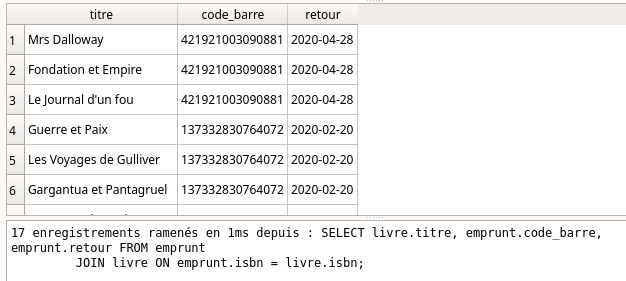 titre code_barre retour
1 Mrs Dalloway 421921003090881 2020-04-28
2 Fondation et Empire 421921003090881 2020-04-28
3 Le Journal d'un fou 421921003090881 2020-04-28
4 Guerre et Paix 137332830764072 2020-02-20
5 Les Voyages de Gulliver 137332830764072 2020-02-20
6 Gargantua et Pantagruel 137332830764072 2020-02-20
17 enregistrements ramenés en 1ms depuis : SELECT livre.titre, emprunt.code_barre,
emprunt.retour FROM emprunt
JOIN livre ON emprunt.isbn = livre.isbn;